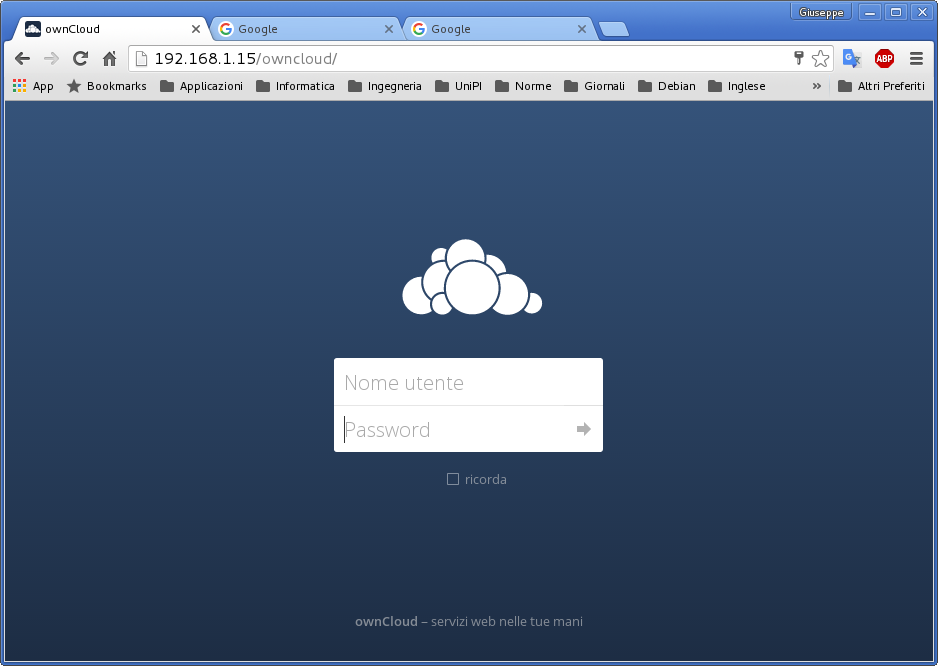 Giuseppe
ownCloud Google Google
192.168.1.15/owncloud/ ABP
App Bookmarks Applicazioni Informatica Ingegneria UniPI Norme Giornali Debian Inglese » Altri Preferiti
Nome utente
Password
ricorda
ownCloud – servizi web nelle tue mani